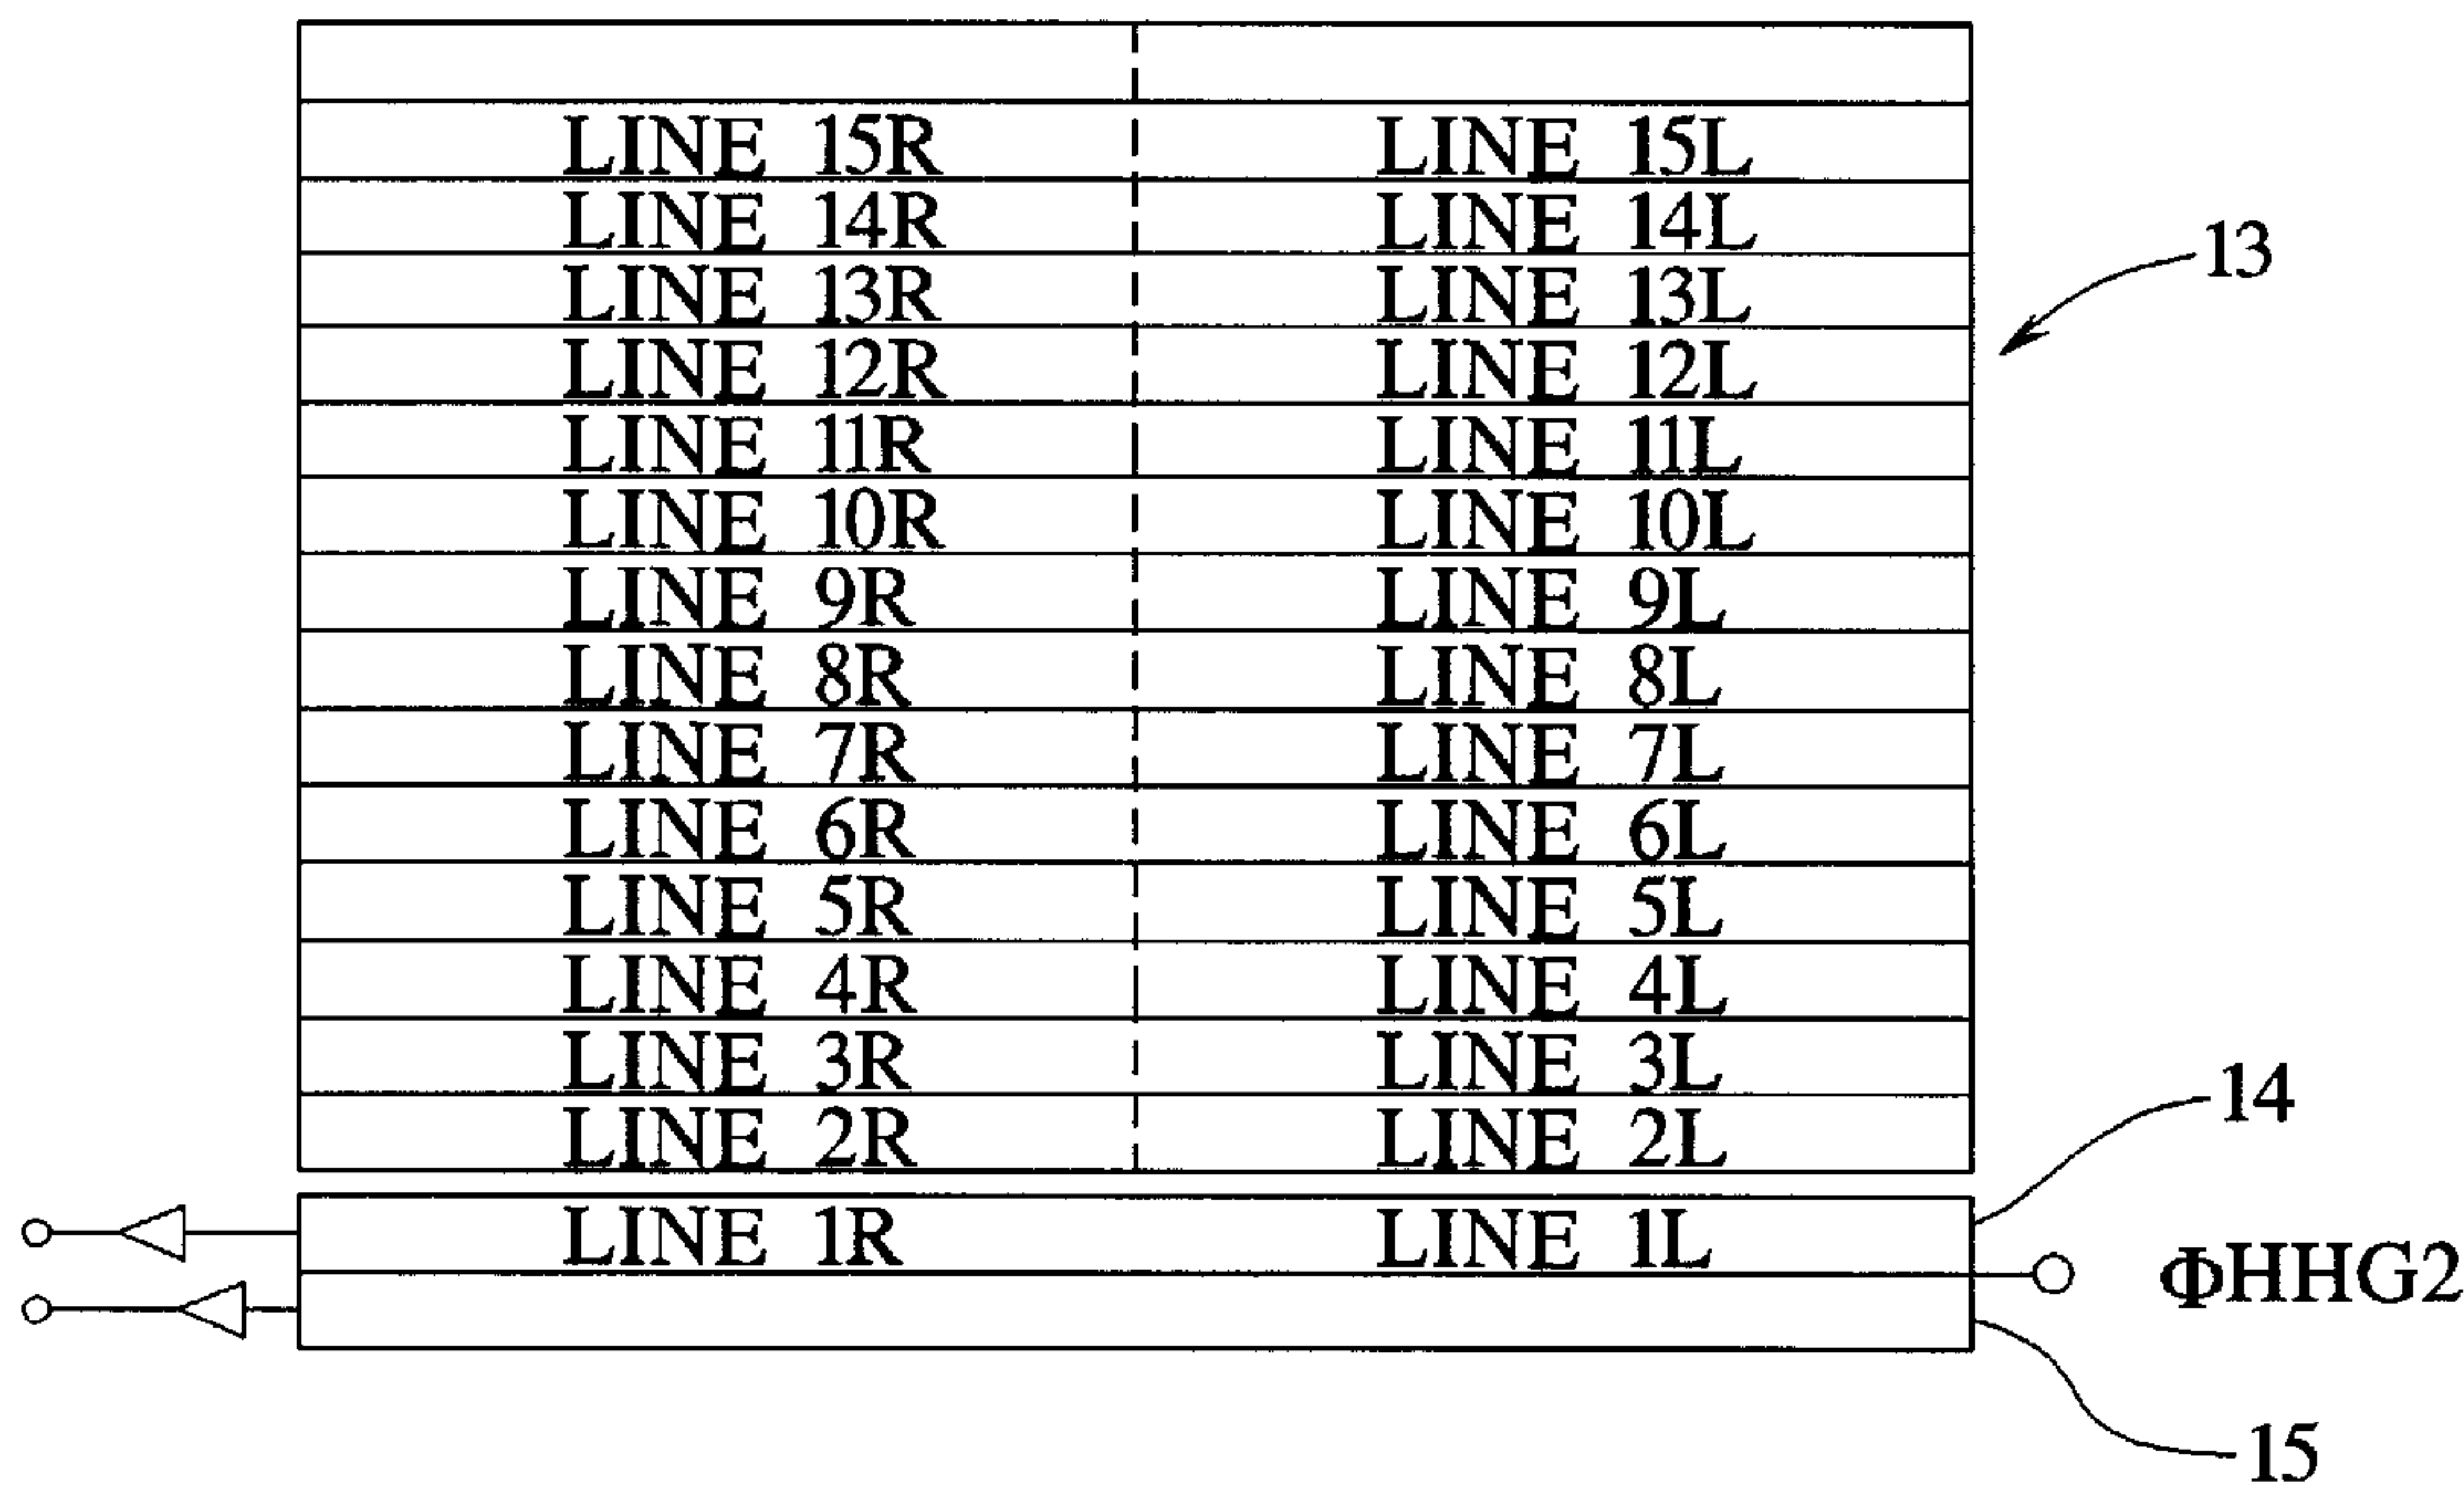 LINE 15R LINE 15L
LINE 14R LINE 14L
13
LINE 13R LINE 13L
LINE 12R LINE 12L
LINE 11R LINE 11L
LINE 10R LINE 10L
LINE 9R LINE 9L
LINE 8R LINE 8L
LINE 7R LINE 7L
LINE 6R LINE 6L
LINE 5R LINE 5L
LINE 4R LINE 4L
LINE 3R LINE 3L
14
LINE 2R LINE 2L
LINE 1R LINE 1L
ΦHHG2
15